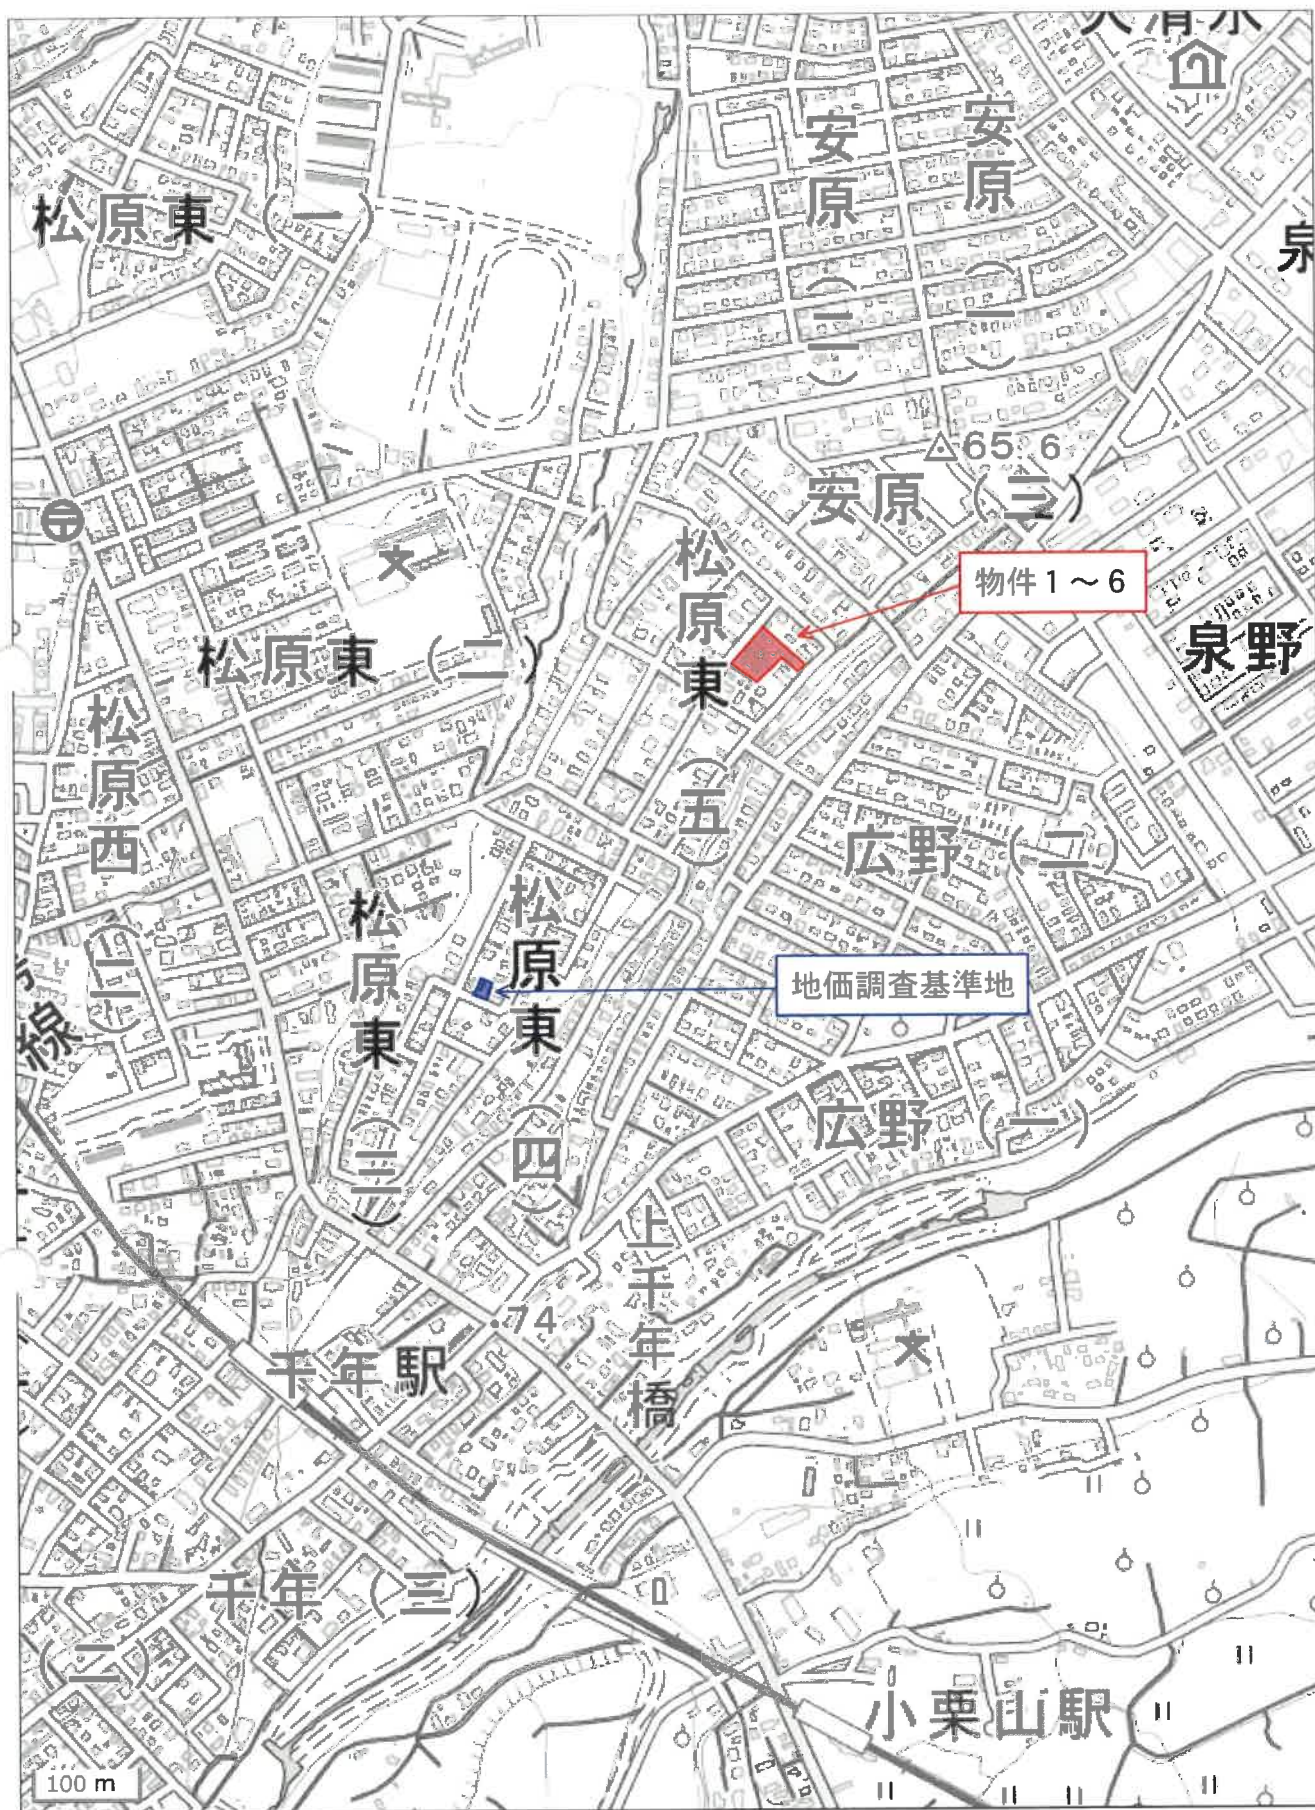 大清水
安原(二)
安原(一)
松原東(一)
泉
65.6
安原(三)
物件1～6
松原東(五)
松原東(二)
泉野
松原西(二)
広野(二)
松原東(三)
松原東(四)
地価調査基準地
線
広野(一)
上千年橋
74
千年駅
千年(三)
(二)
小栗山駅
100 m